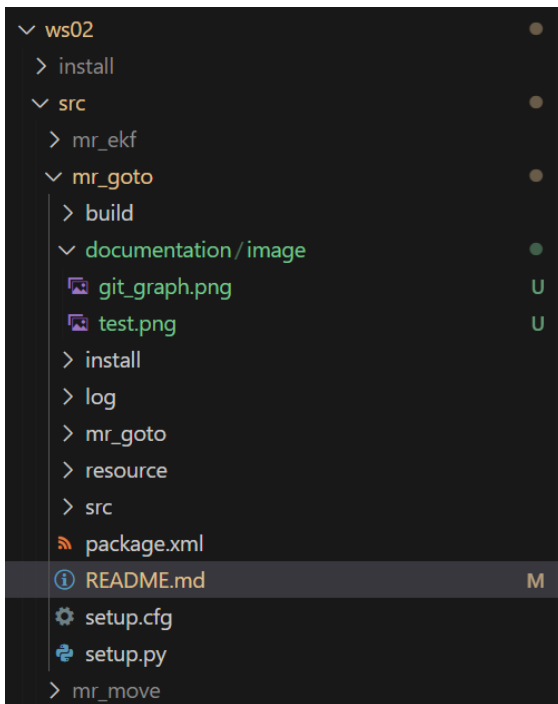 ws02
install
src
mr_ekf
mr_goto
build
documentation/image
git_graph.png U
test.png U
install
log
mr_goto
resource
src
package.xml
README.md M
setup.cfg
setup.py
mr_move